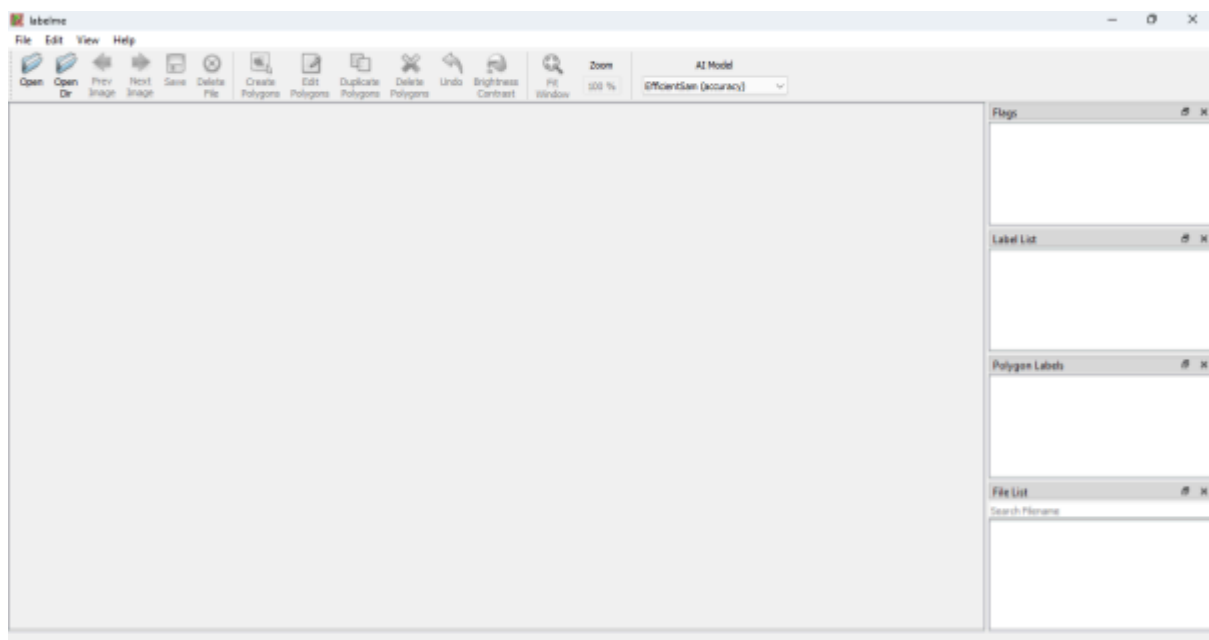 labelme
File Edit View Help
Open Open Dir Prev Image Next Image Save Delete File Create Polygons Edit Polygons Duplicate Polygons Delete Polygons Undo Brightness Contrast Fit Window Zoom 100 % AI Model EfficientSam (accuracy)
Flags
Label List
Polygon Labels
File List
Search Filename